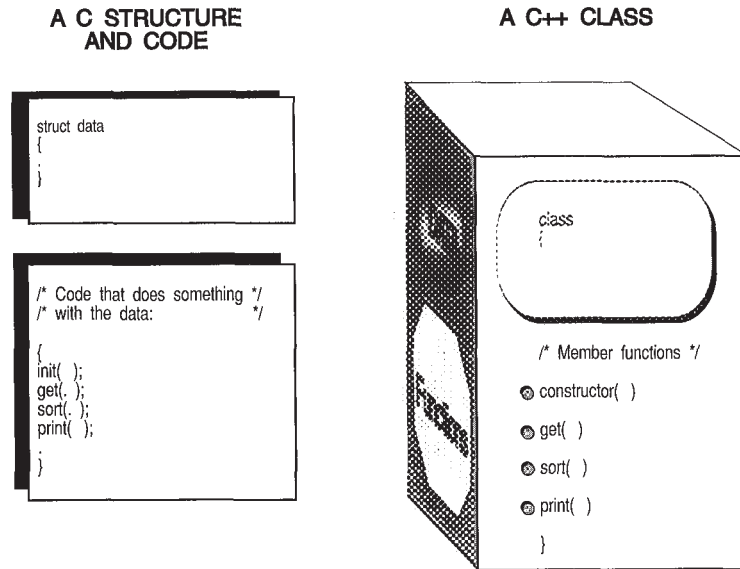 A C STRUCTURE
AND CODE
struct data
{
.
}
/* Code that does something */
/* with the data: */
{
init( );
get(. );
sort(. );
print( );
.
}
A C++ CLASS
class
{
/* Member functions */
constructor( )
get( )
sort( )
print( )
}